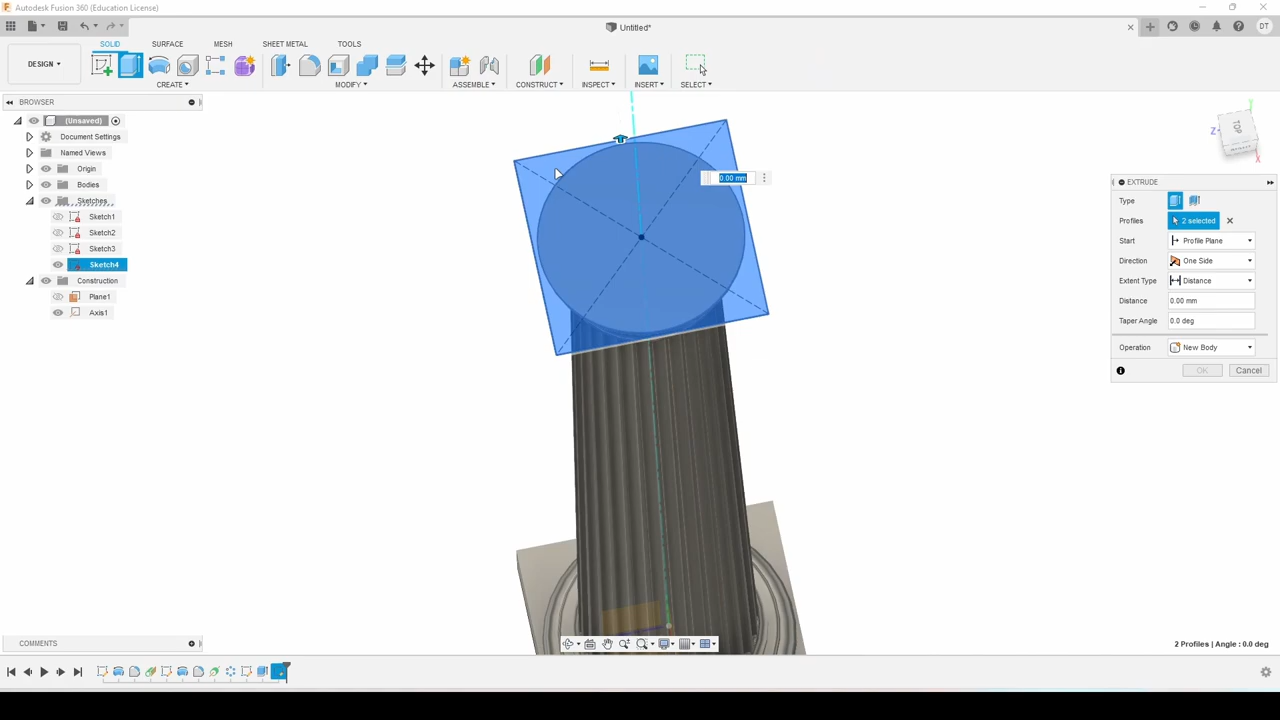 Autodesk Fusion 360 (Education License)
Untitled*
DT
SOLID SURFACE MESH SHEET METAL TOOLS
DESIGN
CREATE MODIFY ASSEMBLE CONSTRUCT INSPECT INSERT SELECT
BROWSER
(Unsaved)
Document Settings
Named Views
Origin
Bodies
Sketches
Sketch1
Sketch2
Sketch3
Sketch4
Construction
Plane1
Axis1
0.00 mm
Y
Z
TOP
X
EXTRUDE
Type
Profiles 2 selected
Start Profile Plane
Direction One Side
Extent Type Distance
Distance 0.00 mm
Taper Angle 0.0 deg
Operation New Body
OK Cancel
COMMENTS
2 Profiles | Angle : 0.0 deg